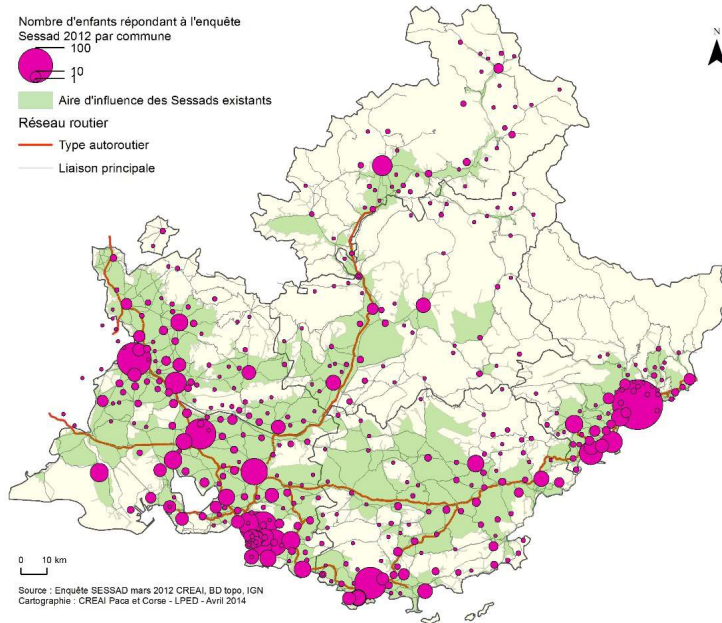 Nombre d'enfants répondant à l'enquête
Sessad 2012 par commune
100
10
1
Aire d'influence des Sessads existants
Réseau routier
Type autoroutier
Liaison principale
N
0 10 km
Source : Enquête SESSAD mars 2012 CREAI, BD topo, IGN
Cartographie : CREAI Paca et Corse - LPED - Avril 2014